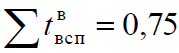 ∑ t^в_всп = 0,75